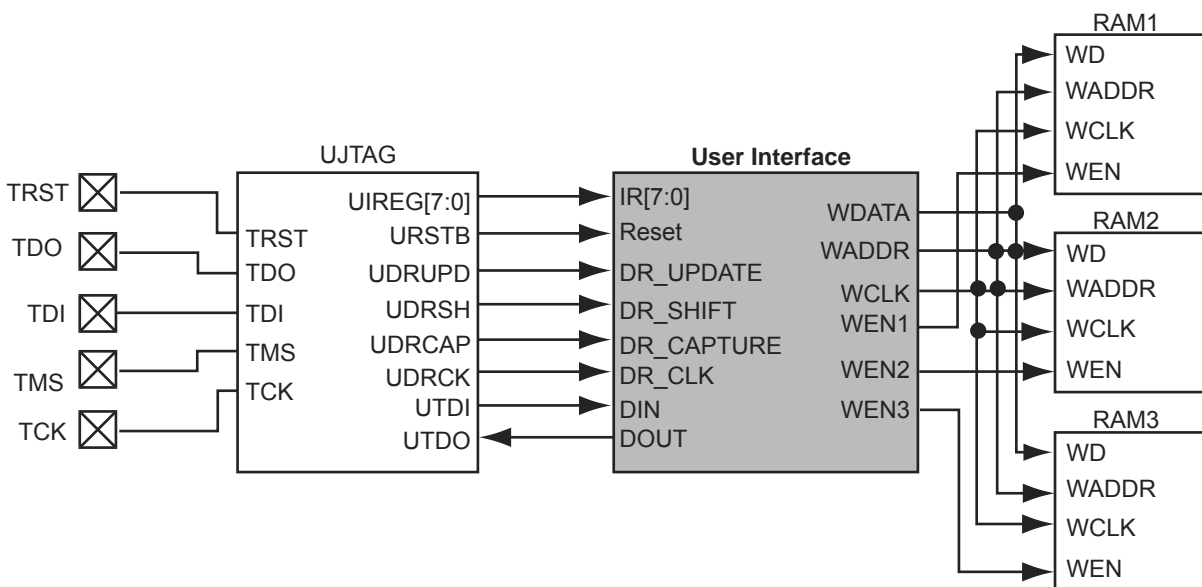 TRST
TDO
TDI
TMS
TCK
UJTAG
TRST
TDO
TDI
TMS
TCK
UIREG[7:0]
URSTB
UDRUPD
UDRSH
UDRCAP
UDRCK
UTDI
UTDO
User Interface
IR[7:0]
Reset
DR_UPDATE
DR_SHIFT
DR_CAPTURE
DR_CLK
DIN
DOUT
WDATA
WADDR
WCLK
WEN1
WEN2
WEN3
RAM1
WD
WADDR
WCLK
WEN
RAM2
WD
WADDR
WCLK
WEN
RAM3
WD
WADDR
WCLK
WEN